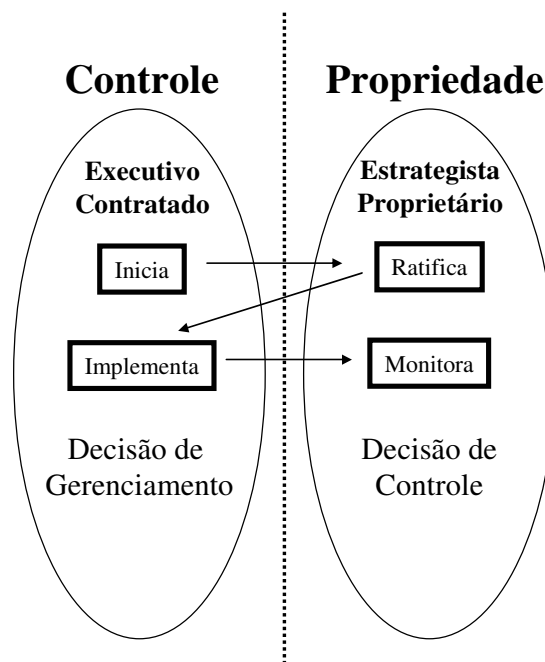 Controle
Executivo
Contratado
Inicia
Implementa
Decisão de
Gerenciamento
Propriedade
Estrategista
Proprietário
Ratifica
Monitora
Decisão de
Controle